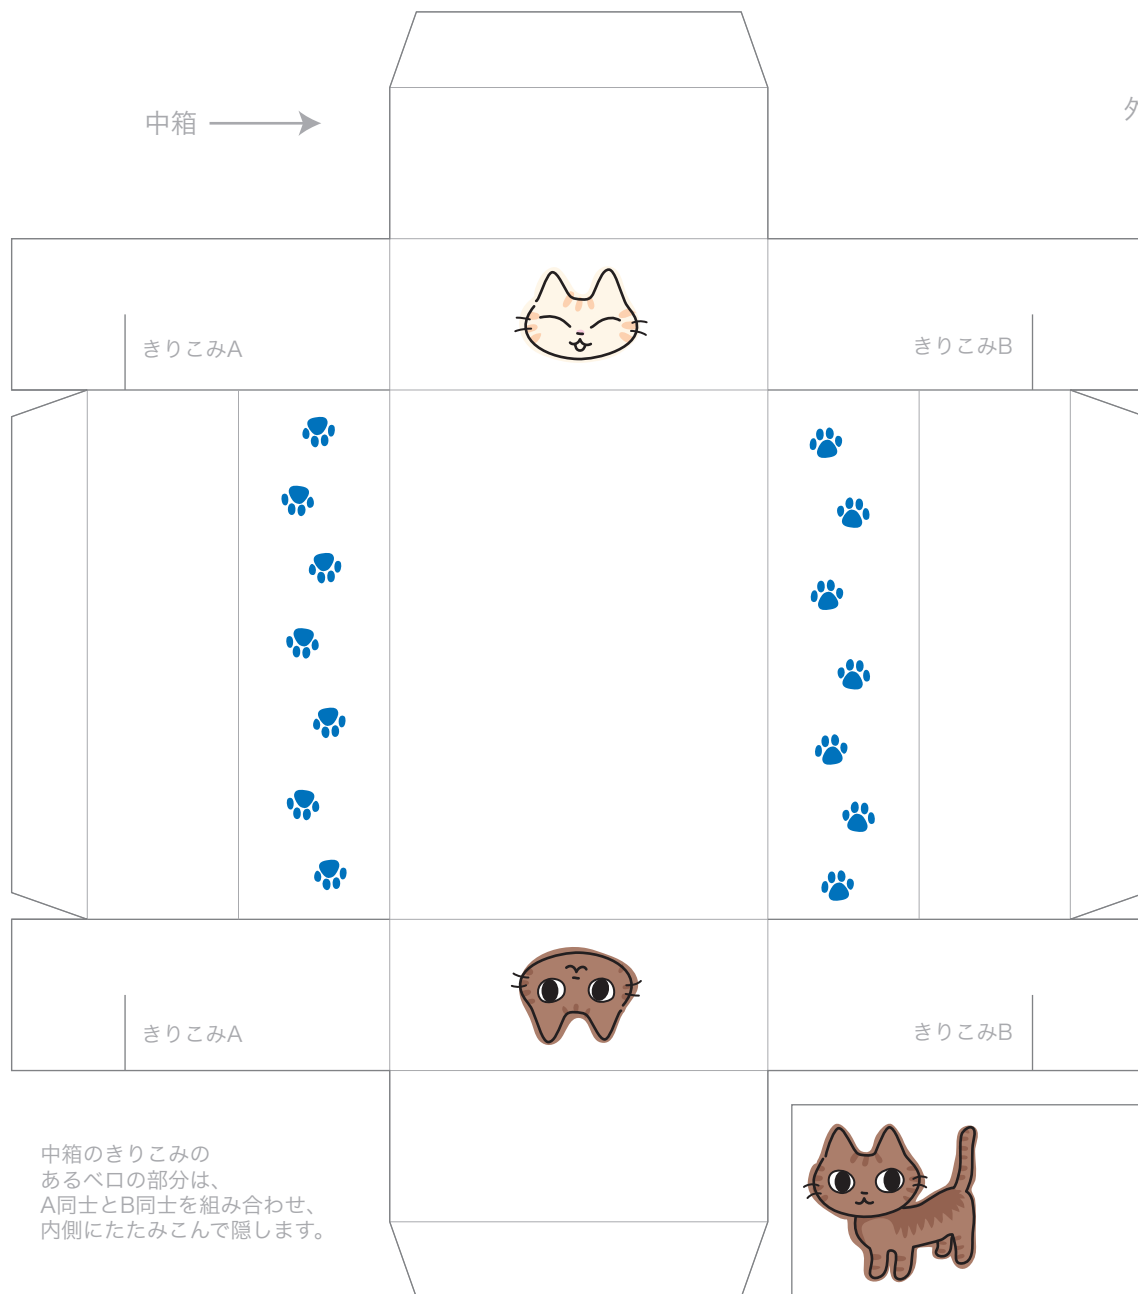 中箱
きりこみA
きりこみB
きりこみA
きりこみB
中箱のきりこみの
あるベロの部分は、
A同士とB同士を組み合わせ、
内側にたたみこんで隠します。